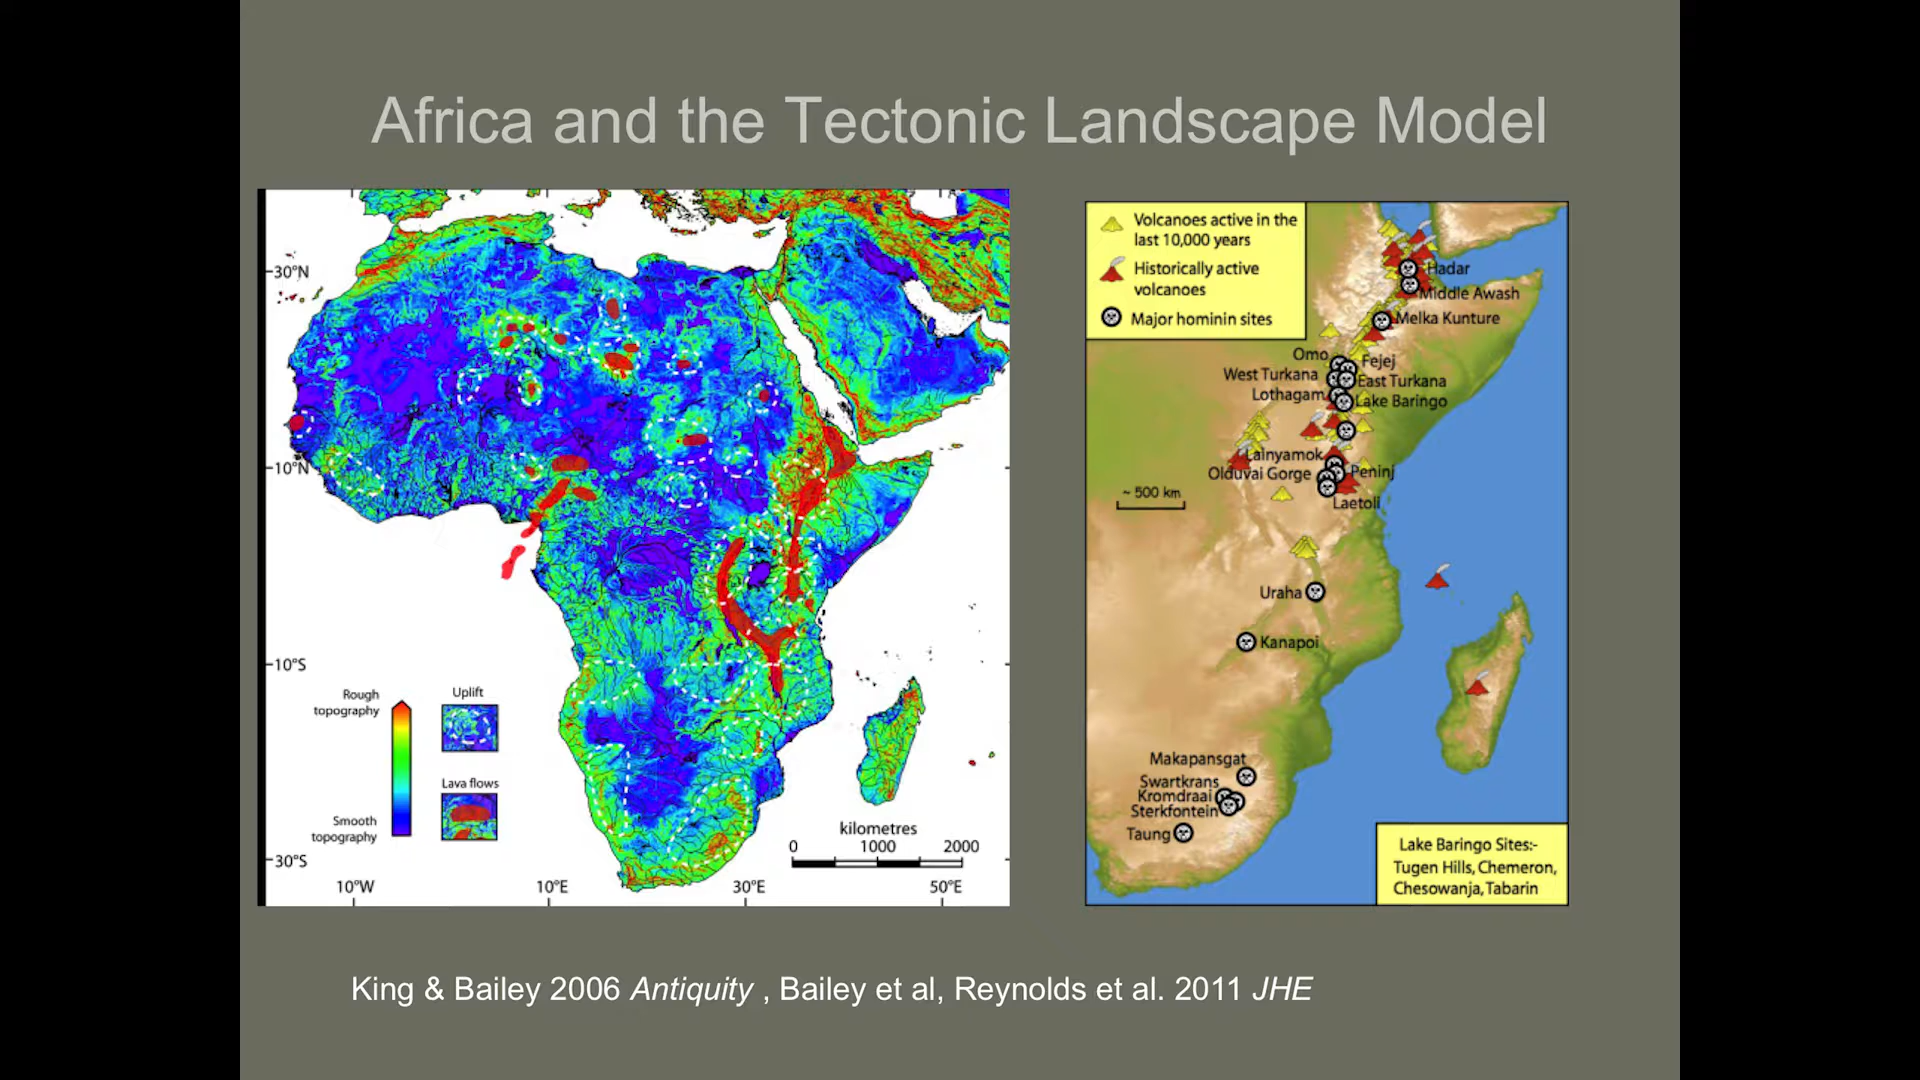 Africa and the Tectonic Landscape Model
30°N
10°N
10°S
30°S
10°W
10°E
30°E
50°E
Rough
topography
Smooth
topography
Uplift
Lava flows
kilometres
0 1000 2000
Volcanoes active in the
last 10,000 years
Historically active
volcanoes
Major hominin sites
Hadar
Middle Awash
Melka Kunture
Omo
Fejej
West Turkana
East Turkana
Lothagam
Lake Baringo
Lainyamok
Olduvai Gorge
Peninj
Laetoli
~ 500 km
Uraha
Kanapoi
Makapansgat
Swartkrans
Kromdraai
Sterkfontein
Taung
Lake Baringo Sites:-
Tugen Hills, Chemeron,
Chesowanja, Tabarin
King & Bailey 2006 Antiquity , Bailey et al, Reynolds et al. 2011 JHE